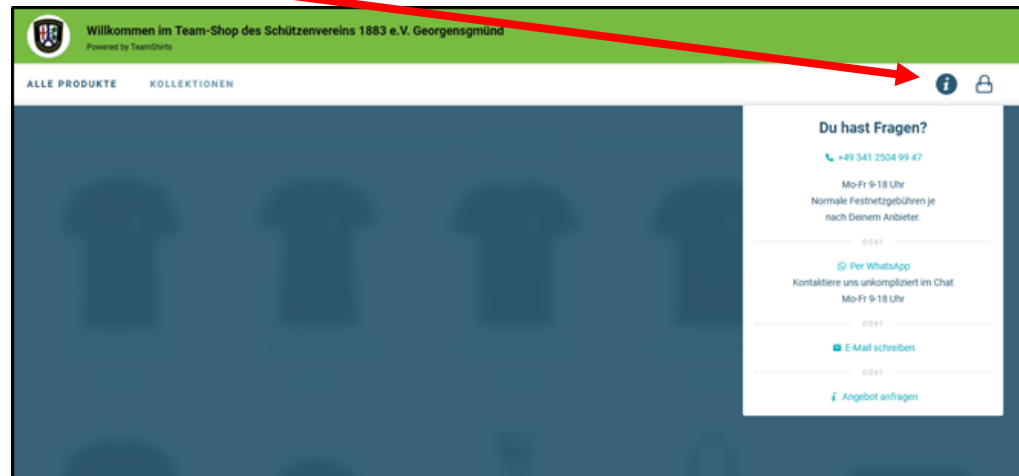 Willkommen im Team-Shop des Schützenvereins 1883 e.V. Georgensgmünd
Powered by TeamShirts
ALLE PRODUKTE KOLLEKTIONEN
Du hast Fragen?
+49 341 2504 99 47
Mo-Fr 9-18 Uhr
Normale Festnetzgebühren je
nach Deinem Anbieter.
oder
Per WhatsApp
Kontaktiere uns unkompliziert im Chat
Mo-Fr 9-18 Uhr
oder
E-Mail schreiben
oder
Angebot anfragen